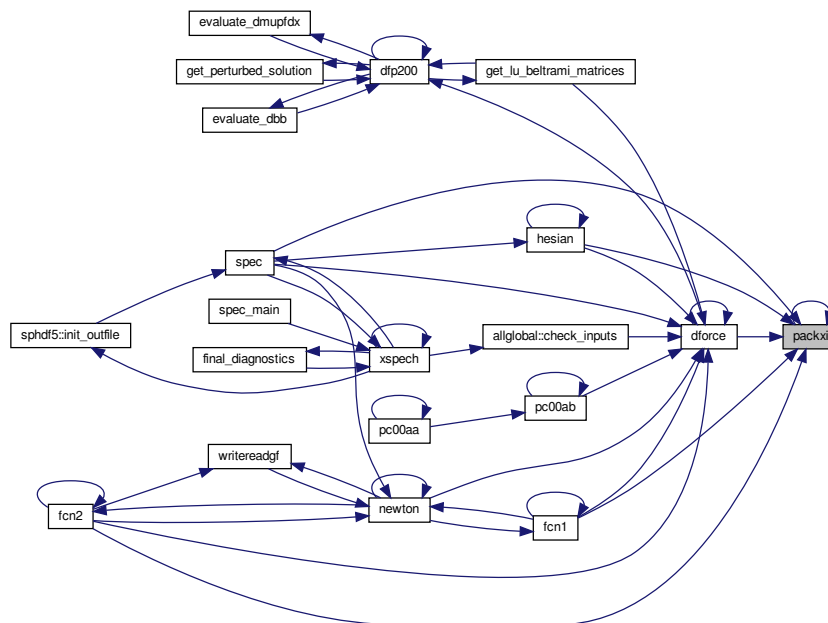 evaluate_dmupfdx
get_perturbed_solution
dfp200
get_lu_beltrami_matrices
evaluate_dbb
hesian
spec
spec_main
sphdf5::init_outfile
allglobal::check_inputs
dforce
packxi
final_diagnostics
xspech
pc00ab
pc00aa
writereadgf
fcn2
newton
fcn1